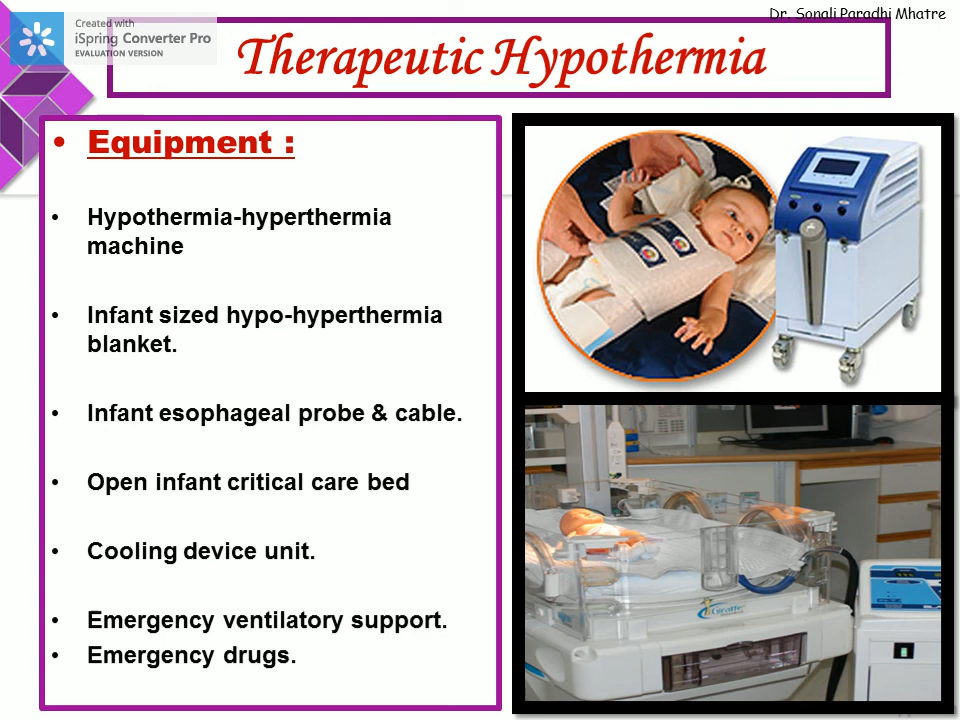 Dr. Sonali Paradhi Mhatre
Created with
iSpring Converter Pro
EVALUATION VERSION
Therapeutic Hypothermia
• Equipment :
• Hypothermia-hyperthermia
machine
• Infant sized hypo-hyperthermia
blanket.
• Infant esophageal probe & cable.
• Open infant critical care bed
• Cooling device unit.
• Emergency ventilatory support.
• Emergency drugs.
Giraffe